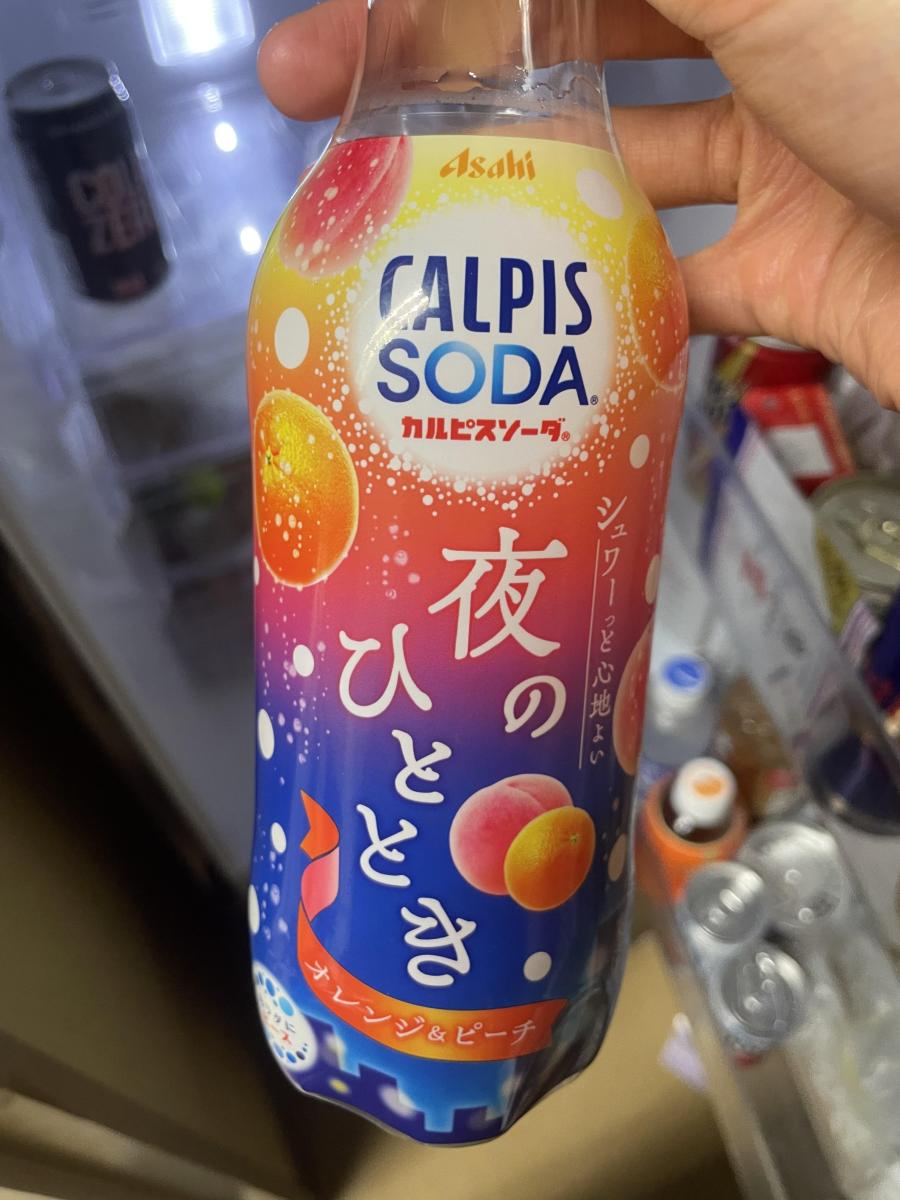 Asahi
CALPIS
SODA®
カルピスソーダ®
シュワーっと心地よい
夜の
ひととき
オレンジ&ピーチ